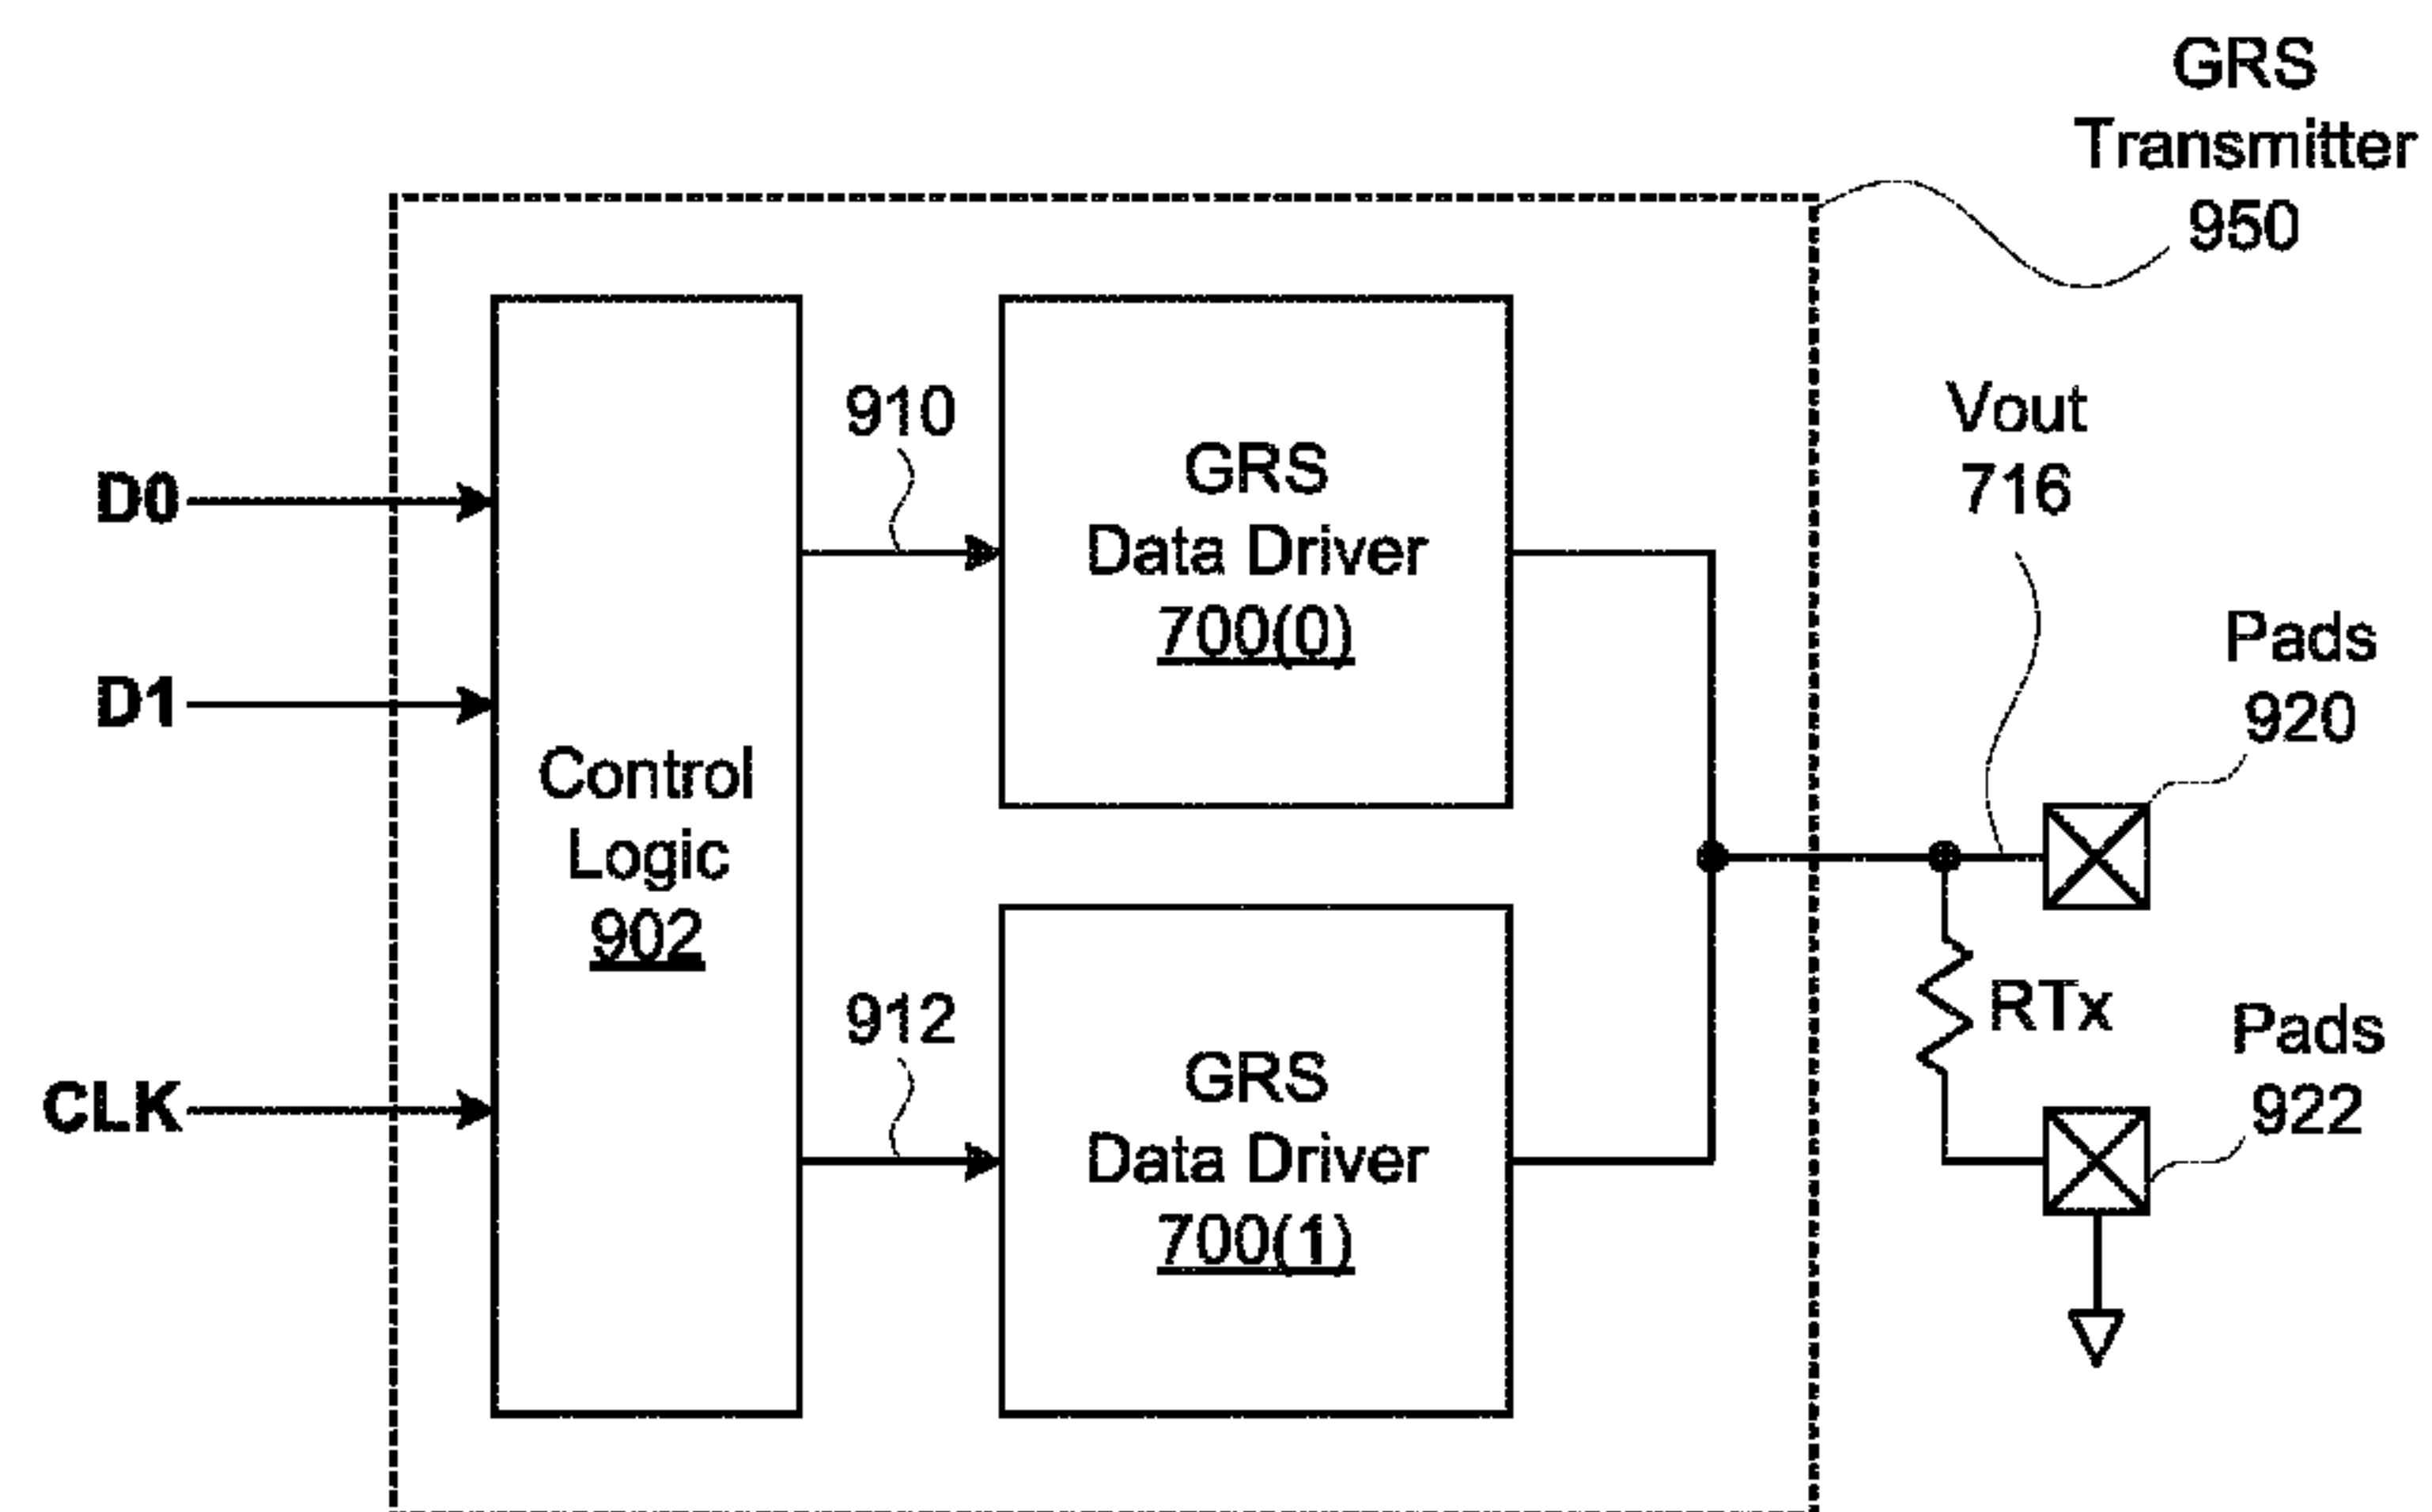 GRS
Transmitter
950
910
GRS
Data Driver
700(0)
Vout
716
D0
D1
Pads
920
Control
Logic
902
CLK
912
GRS
Data Driver
700(1)
RTx
Pads
922